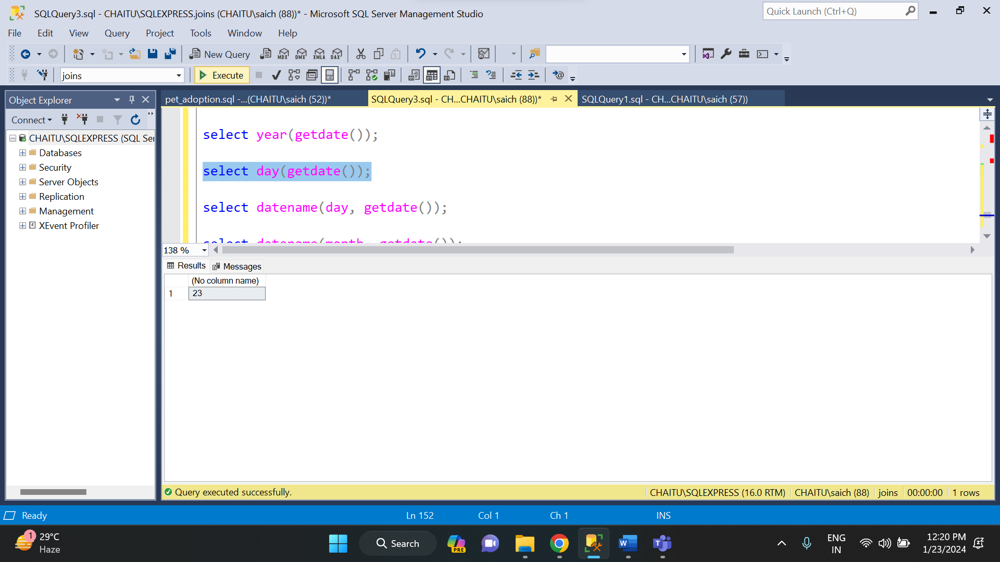 SQLQuery3.sql - CHAITU\SQLEXPRESS.joins (CHAITU\saich (88))* - Microsoft SQL Server Management Studio
Quick Launch (Ctrl+Q)
File Edit View Query Project Tools Window Help
New Query MDX DMX XMLA DAX
joins Execute
Object Explorer
pet_adoption.sql -...(CHAITU\saich (52))*
SQLQuery3.sql - CH...CHAITU\saich (88))*
SQLQuery1.sql - CH...CHAITU\saich (57))
Connect
CHAITU\SQLEXPRESS (SQL Ser
Databases
Security
Server Objects
Replication
Management
XEvent Profiler
select year(getdate());
select day(getdate());
select datename(day, getdate());
select datename(month, getdate());
138 %
Results Messages
(No column name)
1 23
Query executed successfully.
CHAITU\SQLEXPRESS (16.0 RTM) CHAITU\saich (88) joins 00:00:00 1 rows
Ready Ln 152 Col 1 Ch 1 INS
1
29°C
Haze
Search
PRE
ENG
IN
12:20 PM
1/23/2024